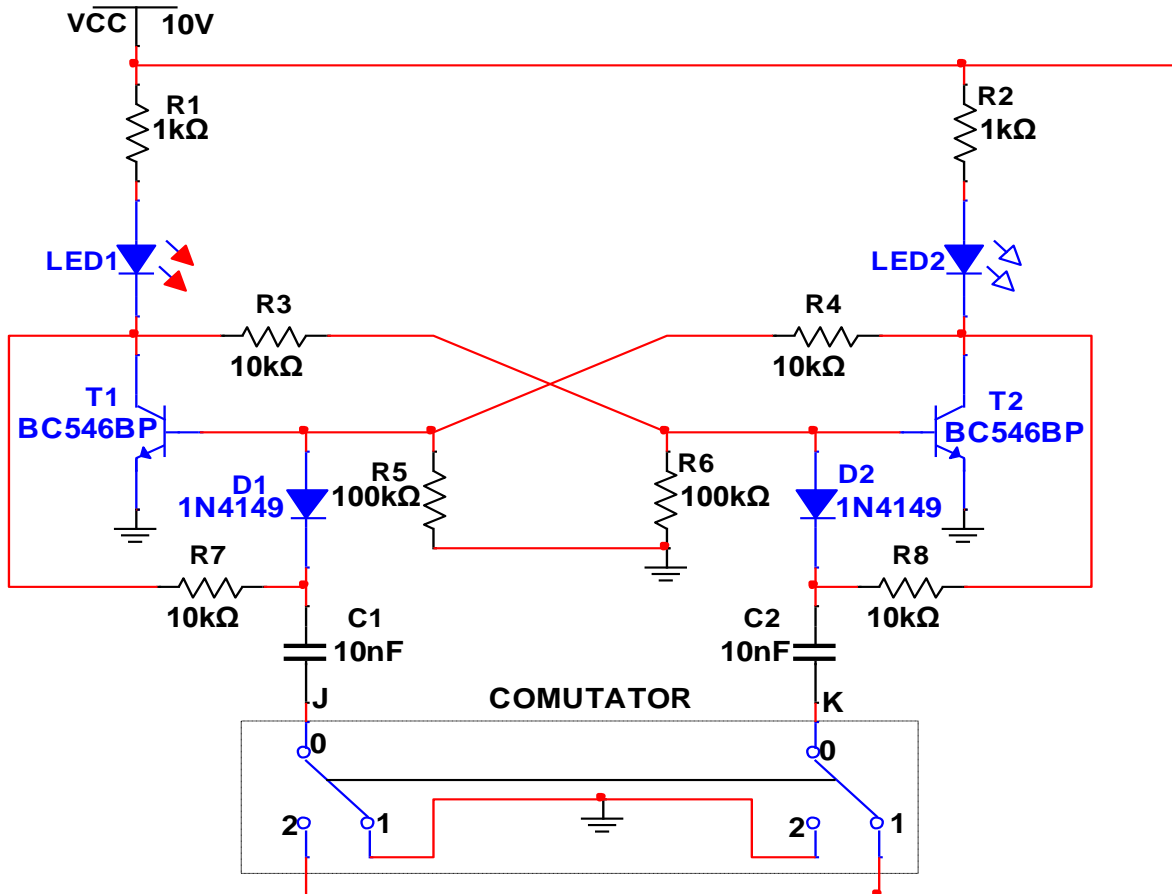 VCC 10V
R1
1kΩ
R2
1kΩ
LED1
LED2
R3
10kΩ
R4
10kΩ
T1
BC546BP
T2
BC546BP
D1
1N4149
R5
100kΩ
R6
100kΩ
D2
1N4149
R7
10kΩ
R8
10kΩ
C1
10nF
C2
10nF
J
COMUTATOR
K
0
0
2
1
2
1